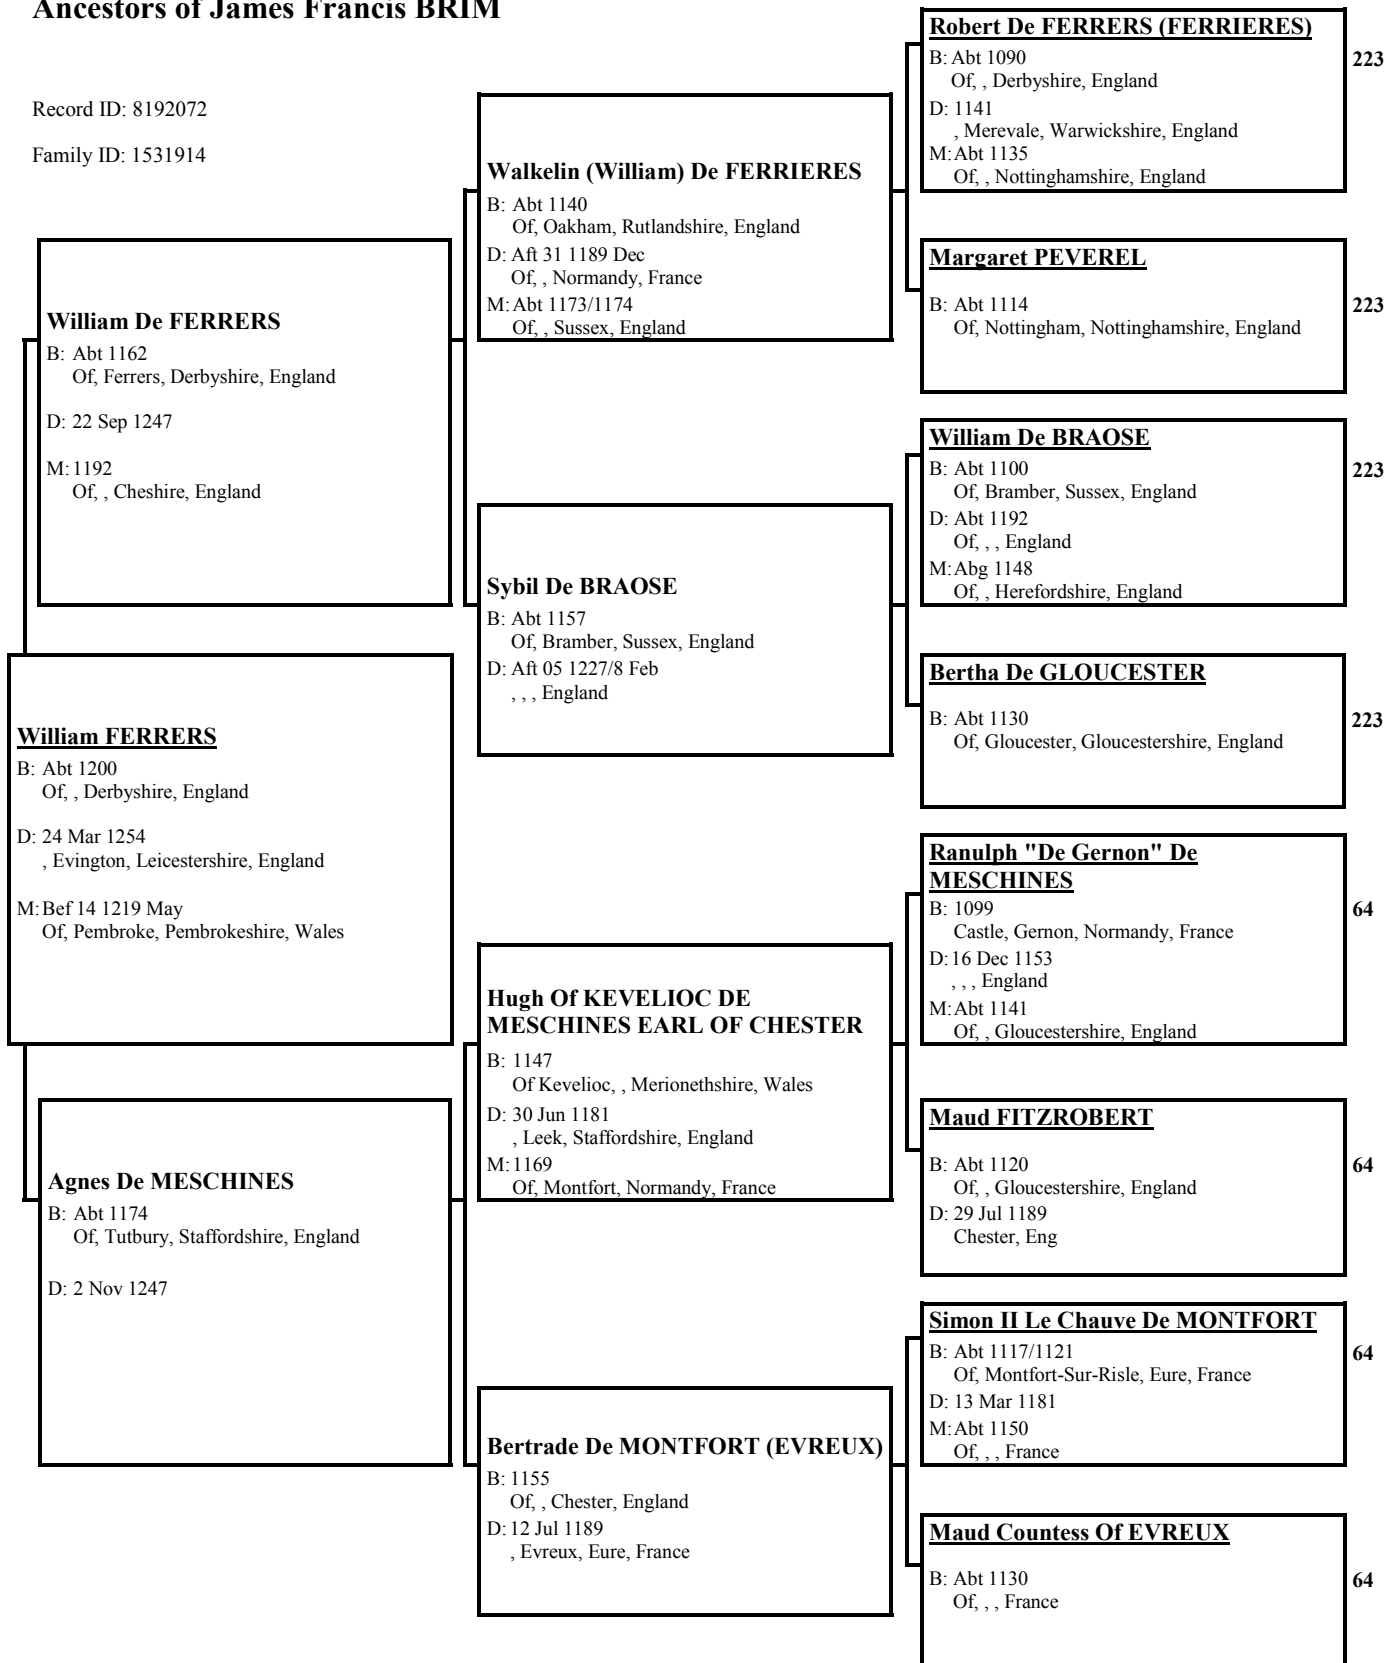 Ancestors of James Francis BRIM
Record ID: 8192072
Family ID: 1531914
William FERRERS
B: Abt 1200
Of, , Derbyshire, England
D: 24 Mar 1254
, Evington, Leicestershire, England
M: Bef 14 1219 May
Of, Pembroke, Pembrokeshire, Wales
William De FERRERS
B: Abt 1162
Of, Ferrers, Derbyshire, England
D: 22 Sep 1247
M: 1192
Of, , Cheshire, England
Agnes De MESCHINES
B: Abt 1174
Of, Tutbury, Staffordshire, England
D: 2 Nov 1247
Walkelin (William) De FERRIERES
B: Abt 1140
Of, Oakham, Rutlandshire, England
D: Aft 31 1189 Dec
Of, , Normandy, France
M: Abt 1173/1174
Of, , Sussex, England
Sybil De BRAOSE
B: Abt 1157
Of, Bramber, Sussex, England
D: Aft 05 1227/8 Feb
, , , England
Hugh Of KEVELIOC DE
MESCHINES EARL OF CHESTER
B: 1147
Of Kevelioc, , Merionethshire, Wales
D: 30 Jun 1181
, Leek, Staffordshire, England
M: 1169
Of, Montfort, Normandy, France
Bertrade De MONTFORT (EVREUX)
B: 1155
Of, , Chester, England
D: 12 Jul 1189
, Evreux, Eure, France
Robert De FERRERS (FERRIERES)
B: Abt 1090
Of, , Derbyshire, England
D: 1141
, Merevale, Warwickshire, England
M: Abt 1135
Of, , Nottinghamshire, England
223
Margaret PEVEREL
B: Abt 1114
Of, Nottingham, Nottinghamshire, England
223
William De BRAOSE
B: Abt 1100
Of, Bramber, Sussex, England
D: Abt 1192
Of, , , England
M: Abg 1148
Of, , Herefordshire, England
223
Bertha De GLOUCESTER
B: Abt 1130
Of, Gloucester, Gloucestershire, England
223
Ranulph "De Gernon" De
MESCHINES
B: 1099
Castle, Gernon, Normandy, France
D: 16 Dec 1153
, , , England
M: Abt 1141
Of, , Gloucestershire, England
64
Maud FITZROBERT
B: Abt 1120
Of, , Gloucestershire, England
D: 29 Jul 1189
Chester, Eng
64
Simon II Le Chauve De MONTFORT
B: Abt 1117/1121
Of, Montfort-Sur-Risle, Eure, France
D: 13 Mar 1181
M: Abt 1150
Of, , , France
64
Maud Countess Of EVREUX
B: Abt 1130
Of, , , France
64